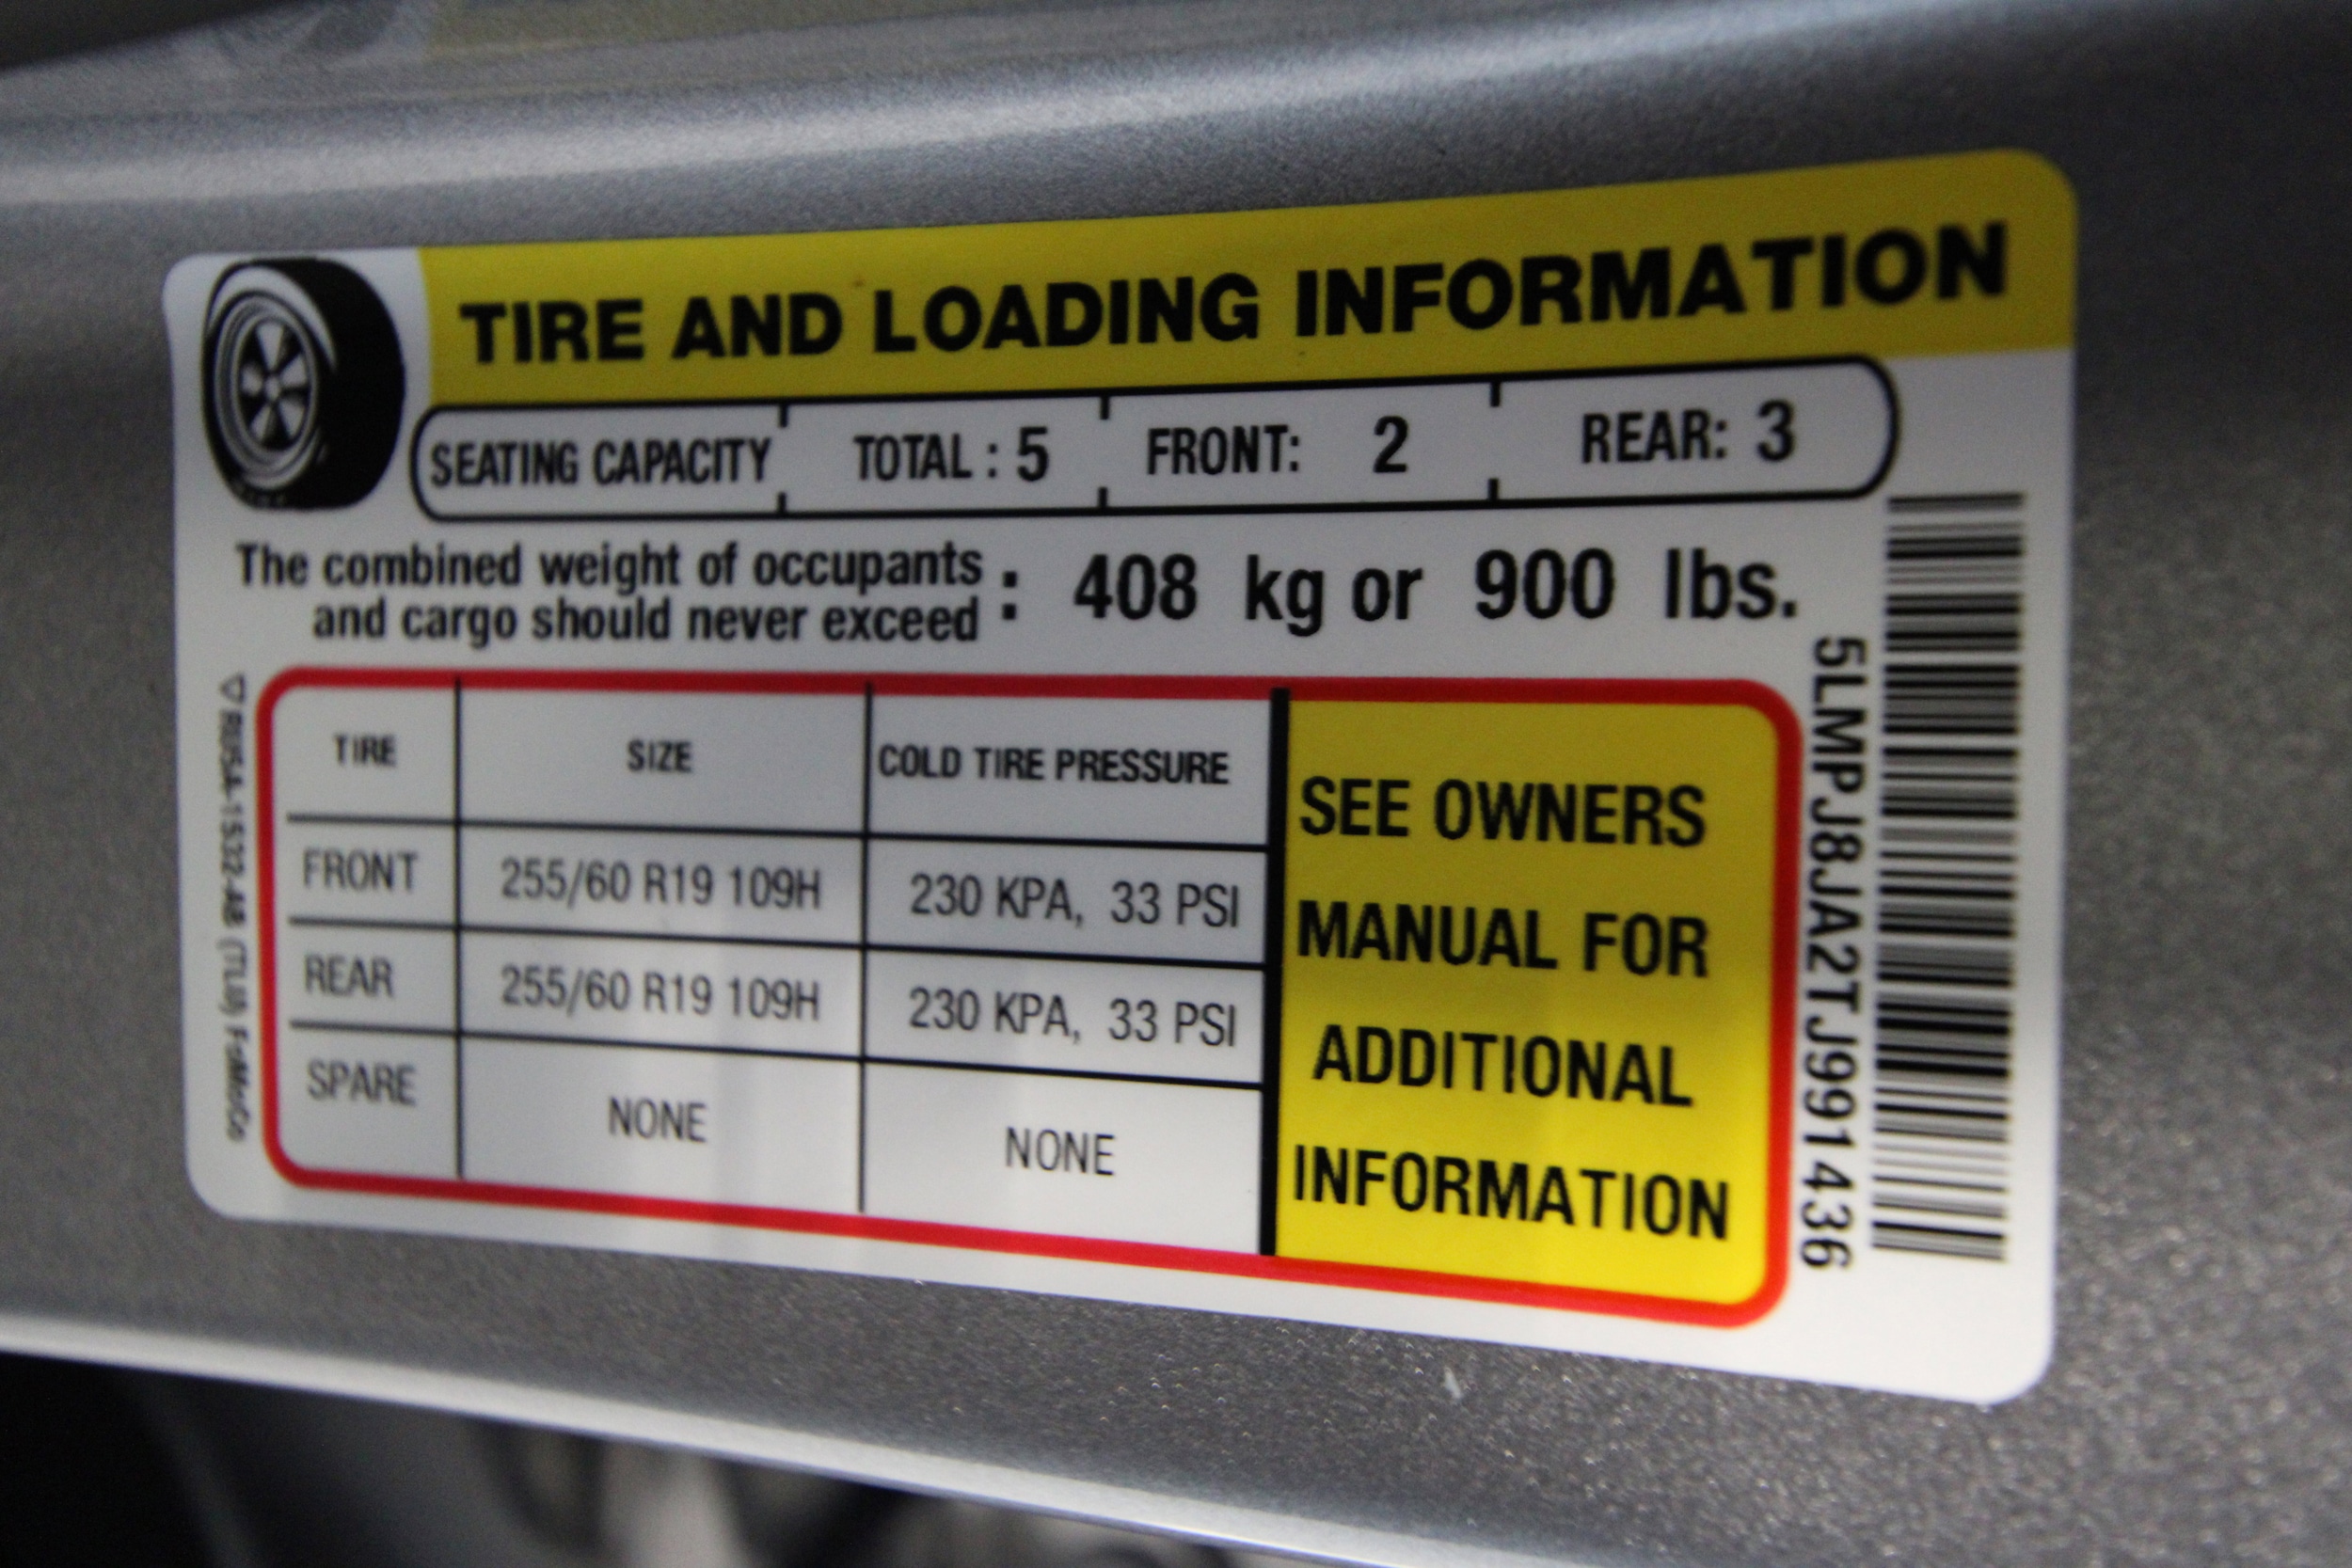 TIRE AND LOADING INFORMATION
SEATING CAPACITY TOTAL : 5 FRONT: 2 REAR: 3
The combined weight of occupants
and cargo should never exceed : 408 kg or 900 lbs.
TIRE SIZE COLD TIRE PRESSURE
FRONT 255/60 R19 109H 230 KPA, 33 PSI
REAR 255/60 R19 109H 230 KPA, 33 PSI
SPARE NONE NONE
SEE OWNERS
MANUAL FOR
ADDITIONAL
INFORMATION
5LMPJ8JA2TJ991436
(TLU) FoMoCo